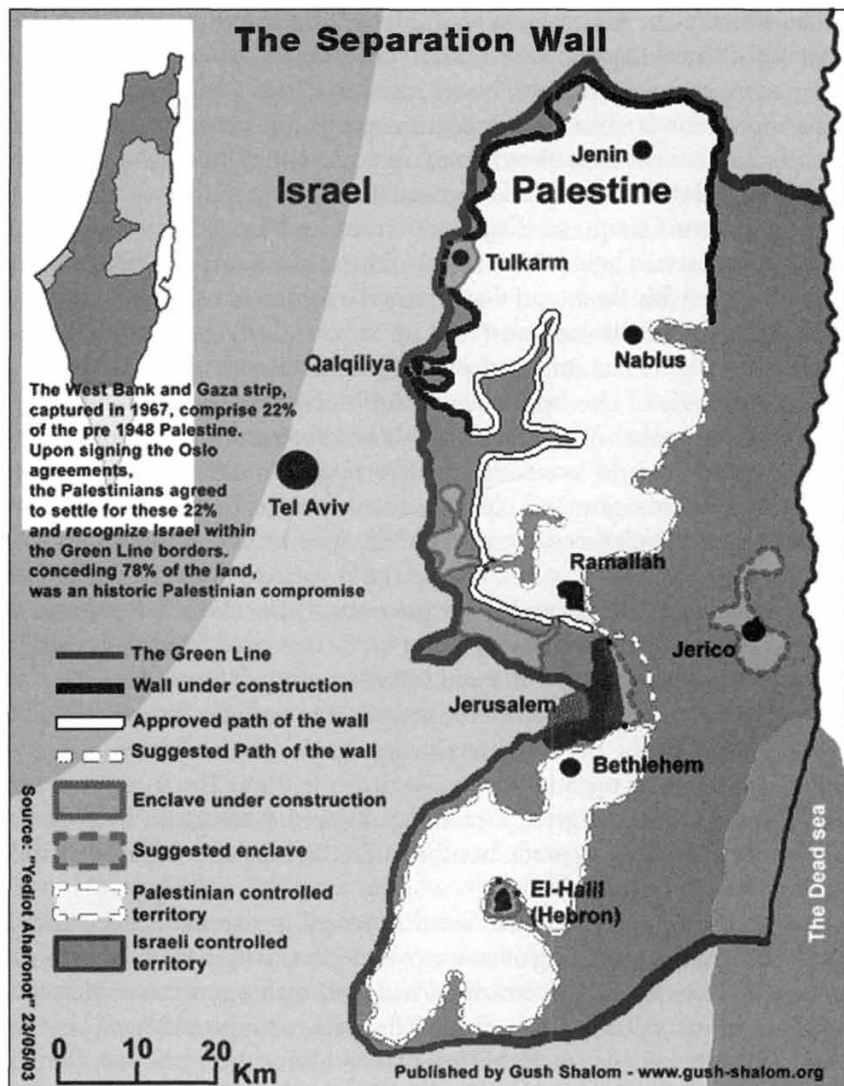 The Separation Wall
Jenin
Israel
Palestine
Tulkarm
Nablus
Qalqiliya
The West Bank and Gaza strip,
captured in 1967, comprise 22%
of the pre 1948 Palestine.
Upon signing the Oslo
agreements,
the Palestinians agreed
to settle for these 22%
and recognize Israel within
the Green Line borders.
conceding 78% of the land,
was an historic Palestinian compromise
Tel Aviv
Ramallah
Jerico
Jerusalem
Bethlehem
El-Halil
(Hebron)
The Dead sea
The Green Line
Wall under construction
Approved path of the wall
Suggested Path of the wall
Enclave under construction
Suggested enclave
Palestinian controlled
territory
Israeli controlled
territory
Source: "Yediot Aharonot" 23/05/03
0 10 20
Km
Published by Gush Shalom - www.gush-shalom.org